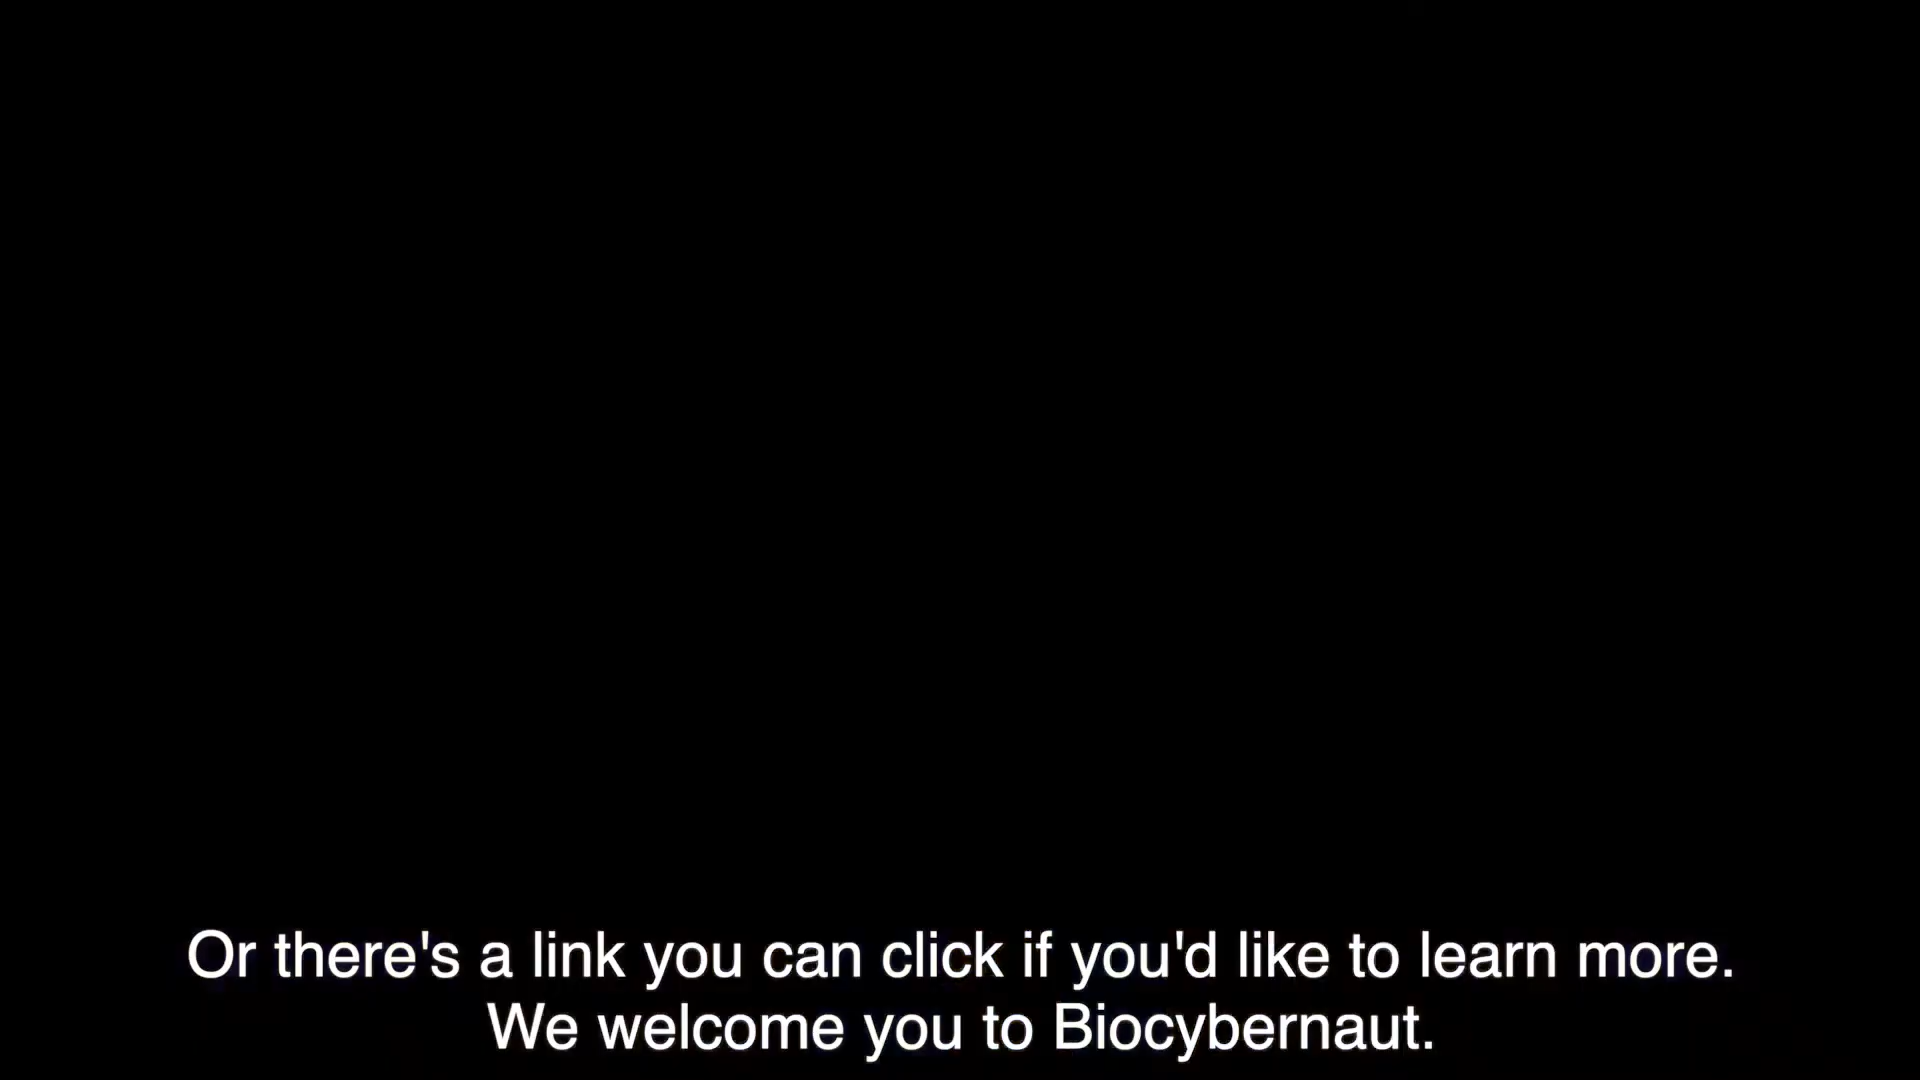 Or there's a link you can click if you'd like to learn more.
We welcome you to Biocybernaut.